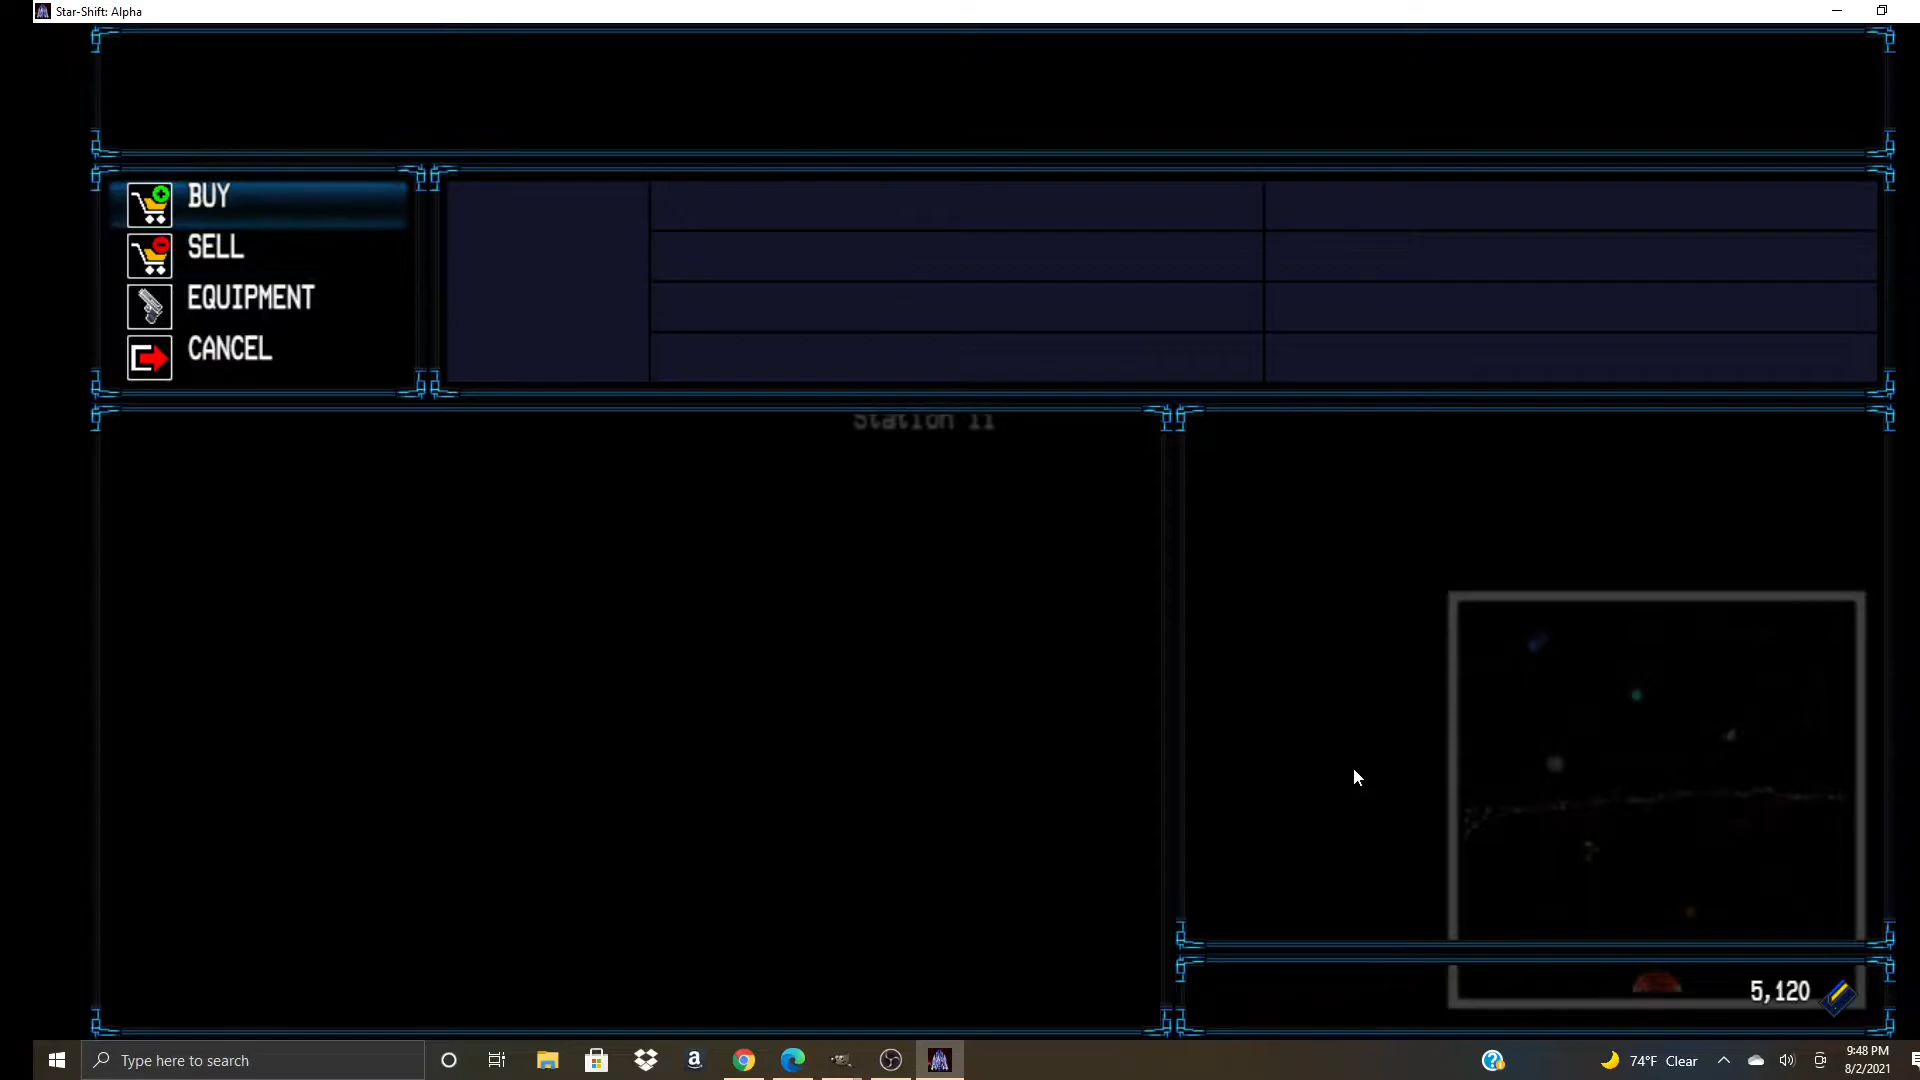 Star-Shift: Alpha
BUY
SELL
EQUIPMENT
CANCEL
Station 11
5,120
Type here to search
74°F Clear
9:48 PM
8/2/2021